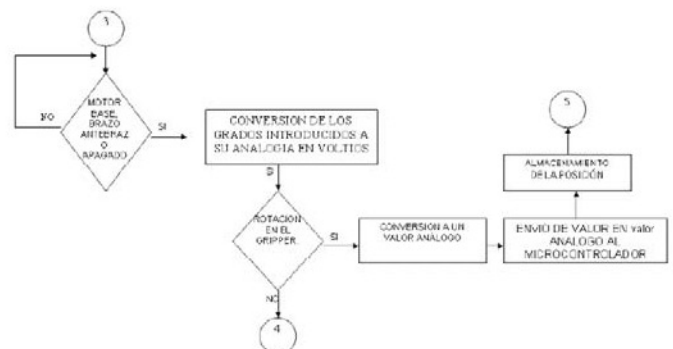 3
MOTOR
BASE,
BRAZO
ANTEBRAZ
O
APAGADO
NO
SI
CONVERSION DE LOS
GRADOS INTRODUCIDOS A
SU ANALOGIA EN VOLTIOS
SI
ROTACION
EN EL
GRIPPER.
SI
NO
4
CONVERSION A UN
VALOR ANÁLOGO
ENVIO DE VALOR EN valor
ANALOGO AL
MICROCONTROLADOR
ALMACENAMIENTO
DE LA POSICIÓN
5